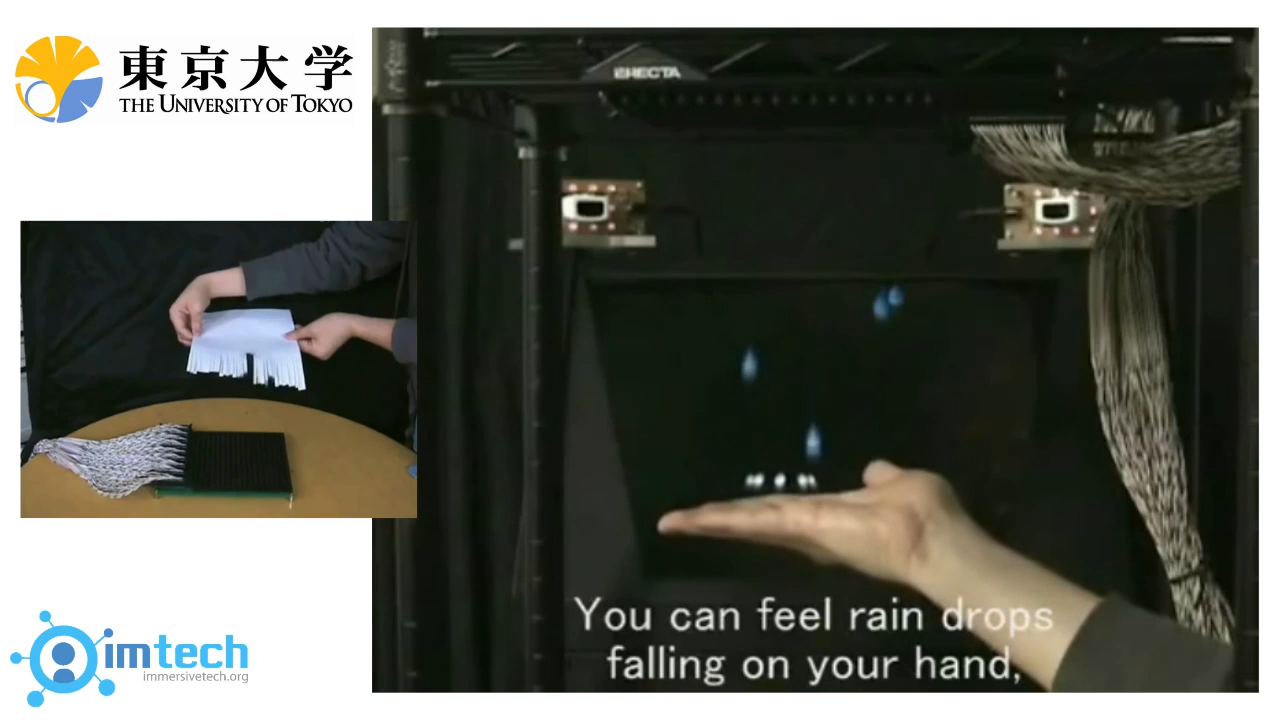 東京大学
THE UNIVERSITY OF TOKYO
You can feel rain drops
falling on your hand,
imtech
immersivetech.org